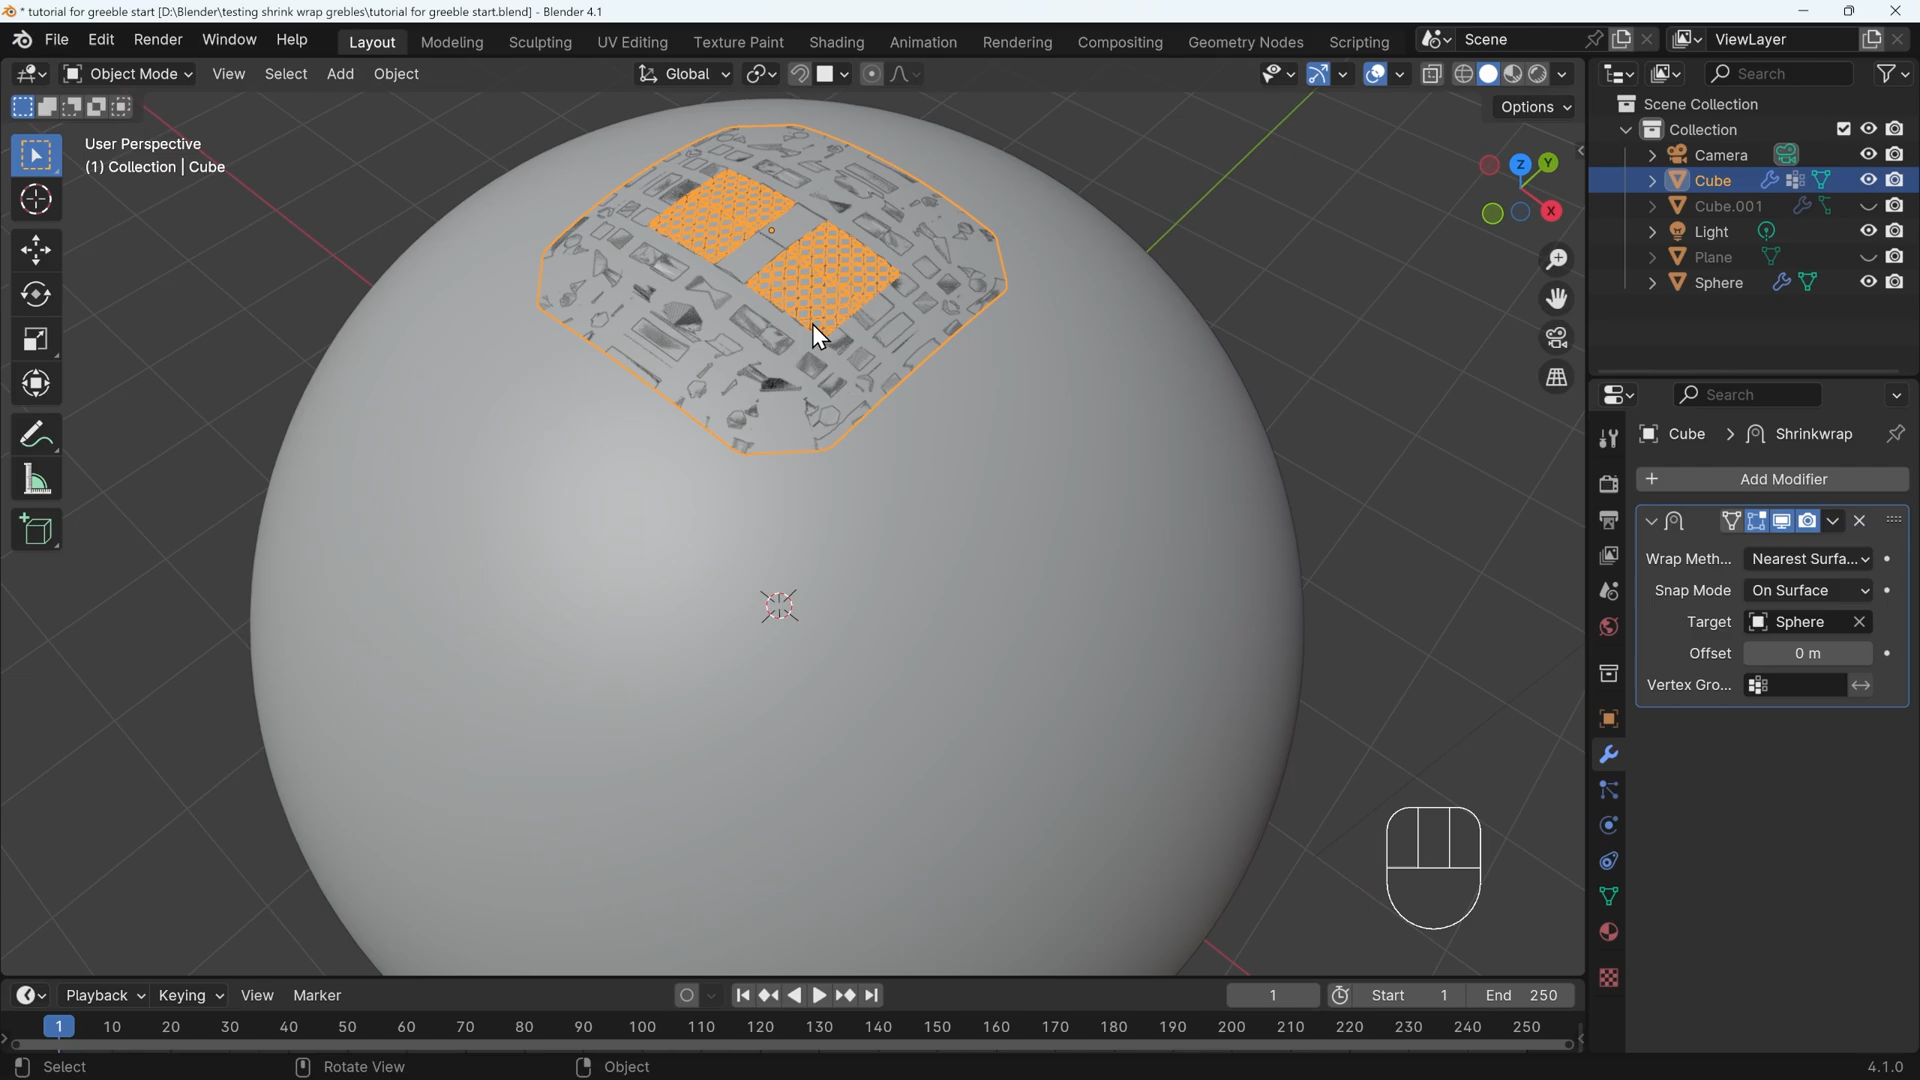 * tutorial for greeble start [D:\Blender\testing shrink wrap grebles\tutorial for greeble start.blend] - Blender 4.1
File Edit Render Window Help Layout Modeling Sculpting UV Editing Texture Paint Shading Animation Rendering Compositing Geometry Nodes Scripting Scene ViewLayer
Object Mode View Select Add Object Global Search
Options
User Perspective
(1) Collection | Cube
Z Y X
Scene Collection
Collection
Camera
Cube
Cube.001
Light
Plane
Sphere
Search
Cube > Shrinkwrap
+ Add Modifier
Wrap Meth... Nearest Surfa...
Snap Mode On Surface
Target Sphere
Offset 0 m
Vertex Gro...
Playback Keying View Marker 1 Start 1 End 250
1 10 20 30 40 50 60 70 80 90 100 110 120 130 140 150 160 170 180 190 200 210 220 230 240 250
Select Rotate View Object 4.1.0